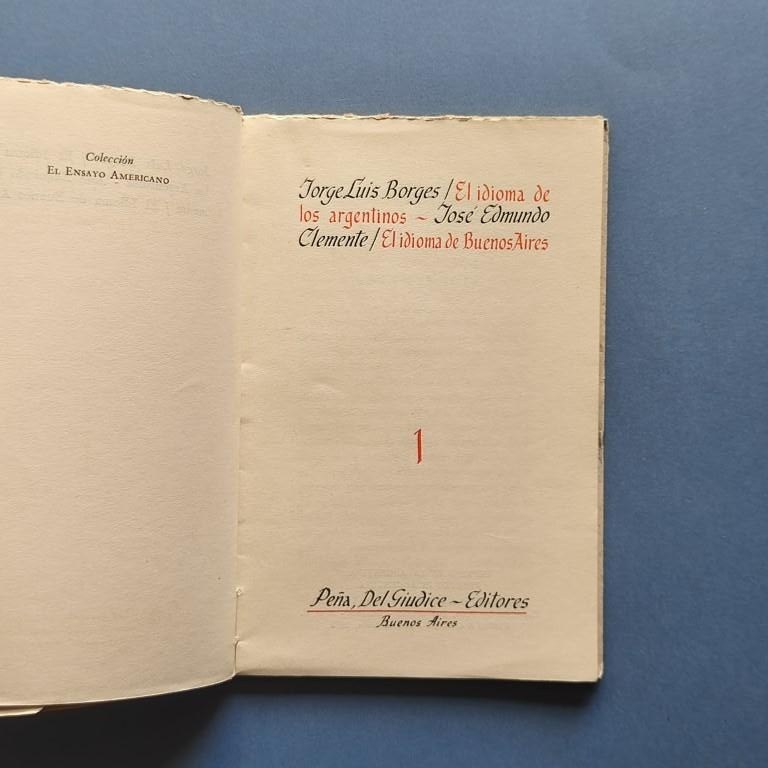 Colección
El Ensayo Americano
Jorge Luis Borges / El idioma de
los argentinos ~ José Edmundo
Clemente / El idioma de Buenos Aires
1
Peña, Del Giudice ~ Editores
Buenos Aires